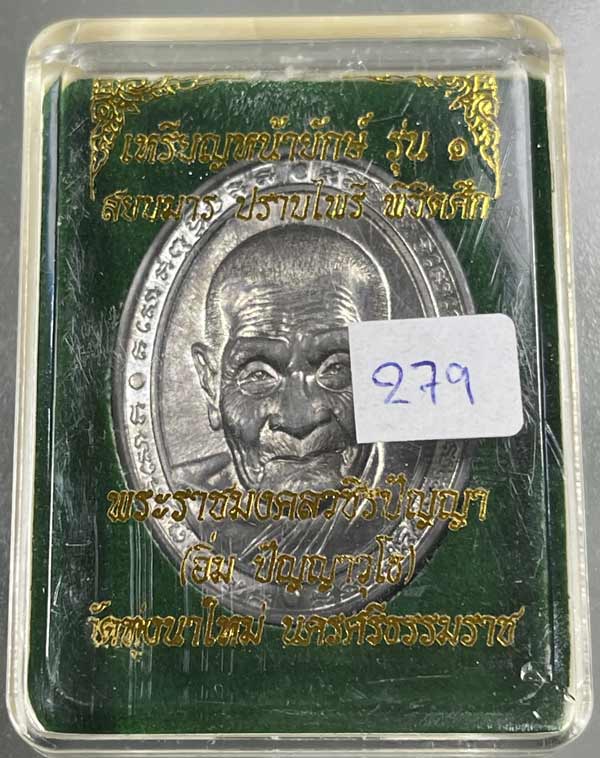 เหรียญหน้ายักษ์ รุ่น ๑
สยบมาร ปราบไพรี พิชิตศึก
279
พระราชมงคลวชิรปัญญา
(อิ่ม ปัญญาวุโธ)
วัดทุ่งนาใหม่ นครศรีธรรมราช